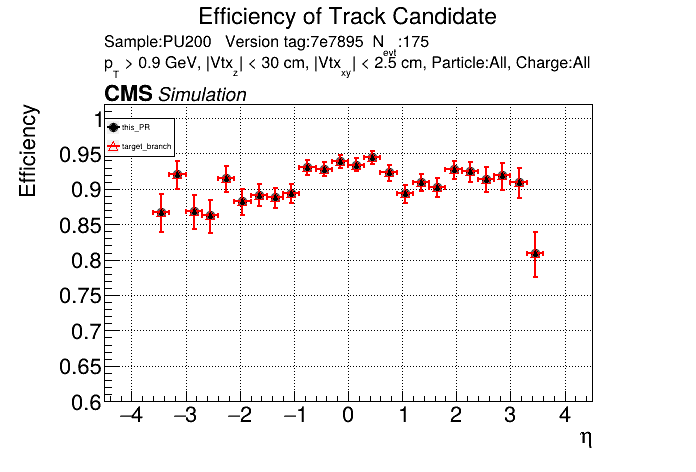 Efficiency of Track Candidate
Sample:PU200 Version tag:7e7895 N_evt:175
p_T > 0.9 GeV, |Vtx_z| < 30 cm, |Vtx_xy| < 2.5 cm, Particle:All, Charge:All
CMS Simulation
Efficiency
1
this_PR
target_branch
0.95
0.9
0.85
0.8
0.75
0.7
0.65
0.6
−4 −3 −2 −1 0 1 2 3 4
η